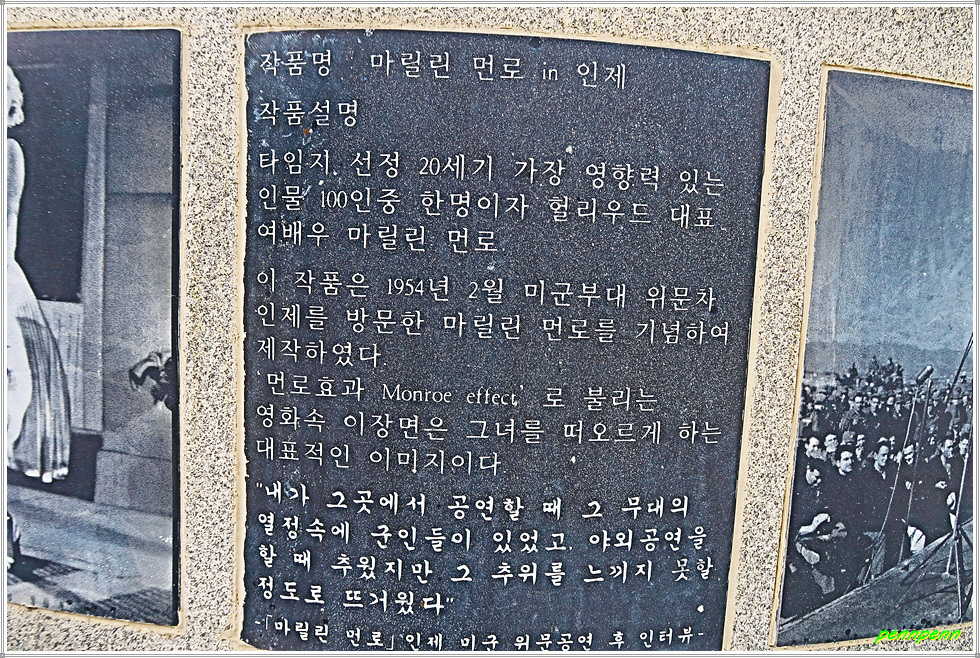 작품명 마릴린 먼로 in 인제
작품설명
타임지 선정 20세기 가장 영향력 있는
인물 100인중 한명이자 헐리우드 대표
여배우 마릴린 먼로.
이 작품은 1954년 2월 미군부대 위문차
인제를 방문한 마릴린 먼로를 기념하여
제작하였다.
'먼로효과 Monroe effect' 로 불리는
영화속 이장면은 그녀를 떠오르게 하는
대표적인 이미지이다.
"내가 그곳에서 공연할 때 그 무대의
열정속에 군인들이 있었고, 야외공연을
할 때 추웠지만 그 추위를 느끼지 못할
정도로 뜨거웠다"
-「마릴린 먼로」인제 미군 위문공연 후 인터뷰-